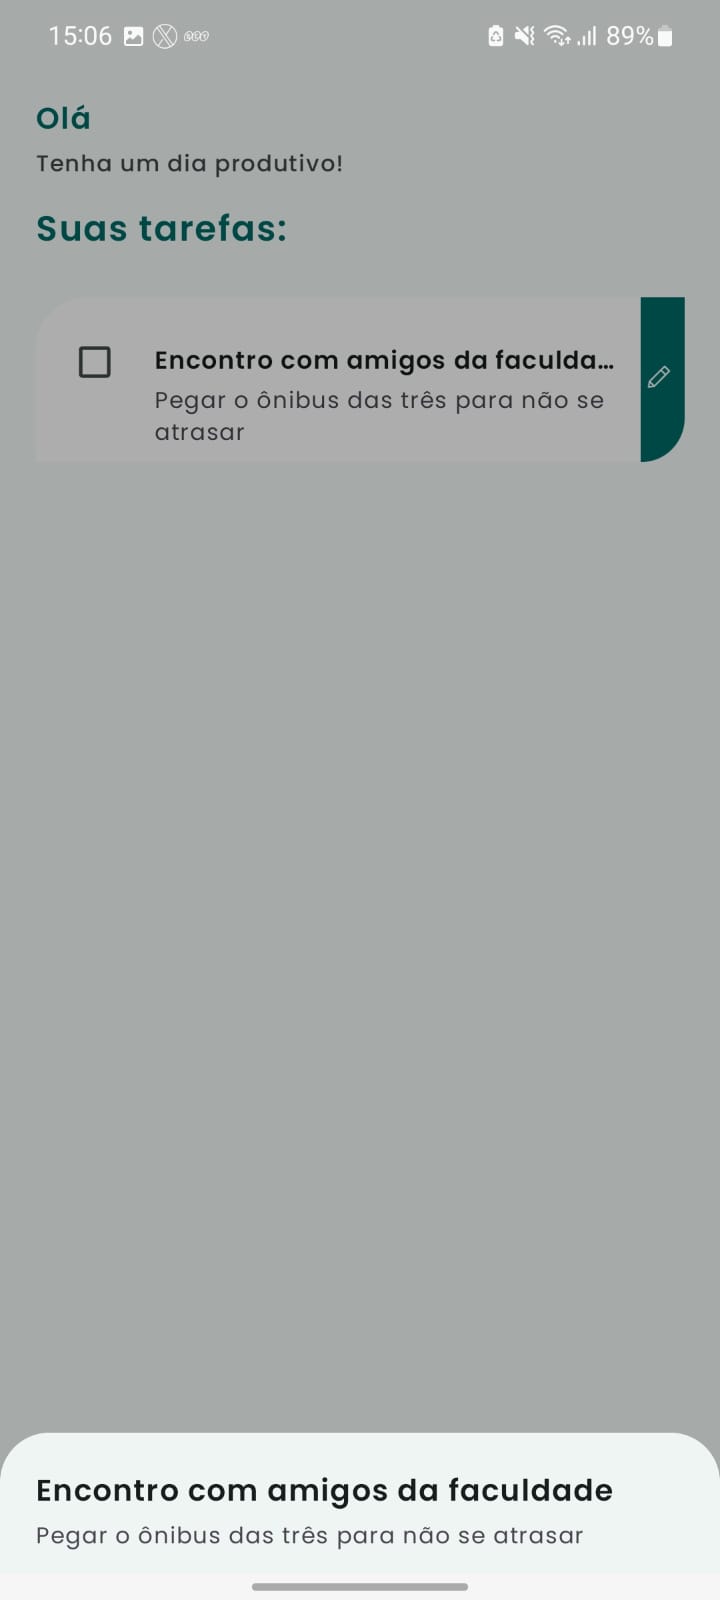 15:06
89%
Olá
Tenha um dia produtivo!
Suas tarefas:
Encontro com amigos da faculda...
Pegar o ônibus das três para não se
atrasar
Encontro com amigos da faculdade
Pegar o ônibus das três para não se atrasar